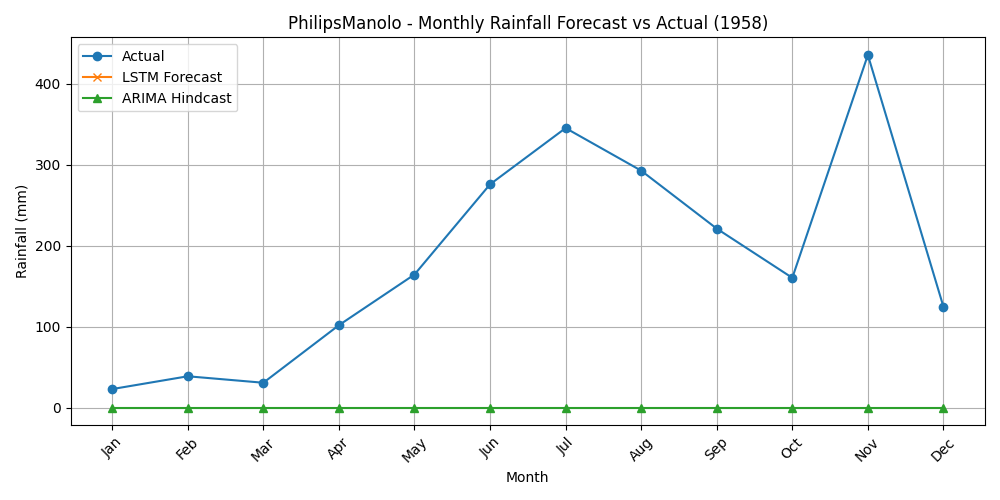 PhilipsManolo - Monthly Rainfall Forecast vs Actual (1958)
Actual
LSTM Forecast
ARIMA Hindcast
Rainfall (mm)
400
300
200
100
0
Jan
Feb
Mar
Apr
May
Jun
Jul
Aug
Sep
Oct
Nov
Dec
Month